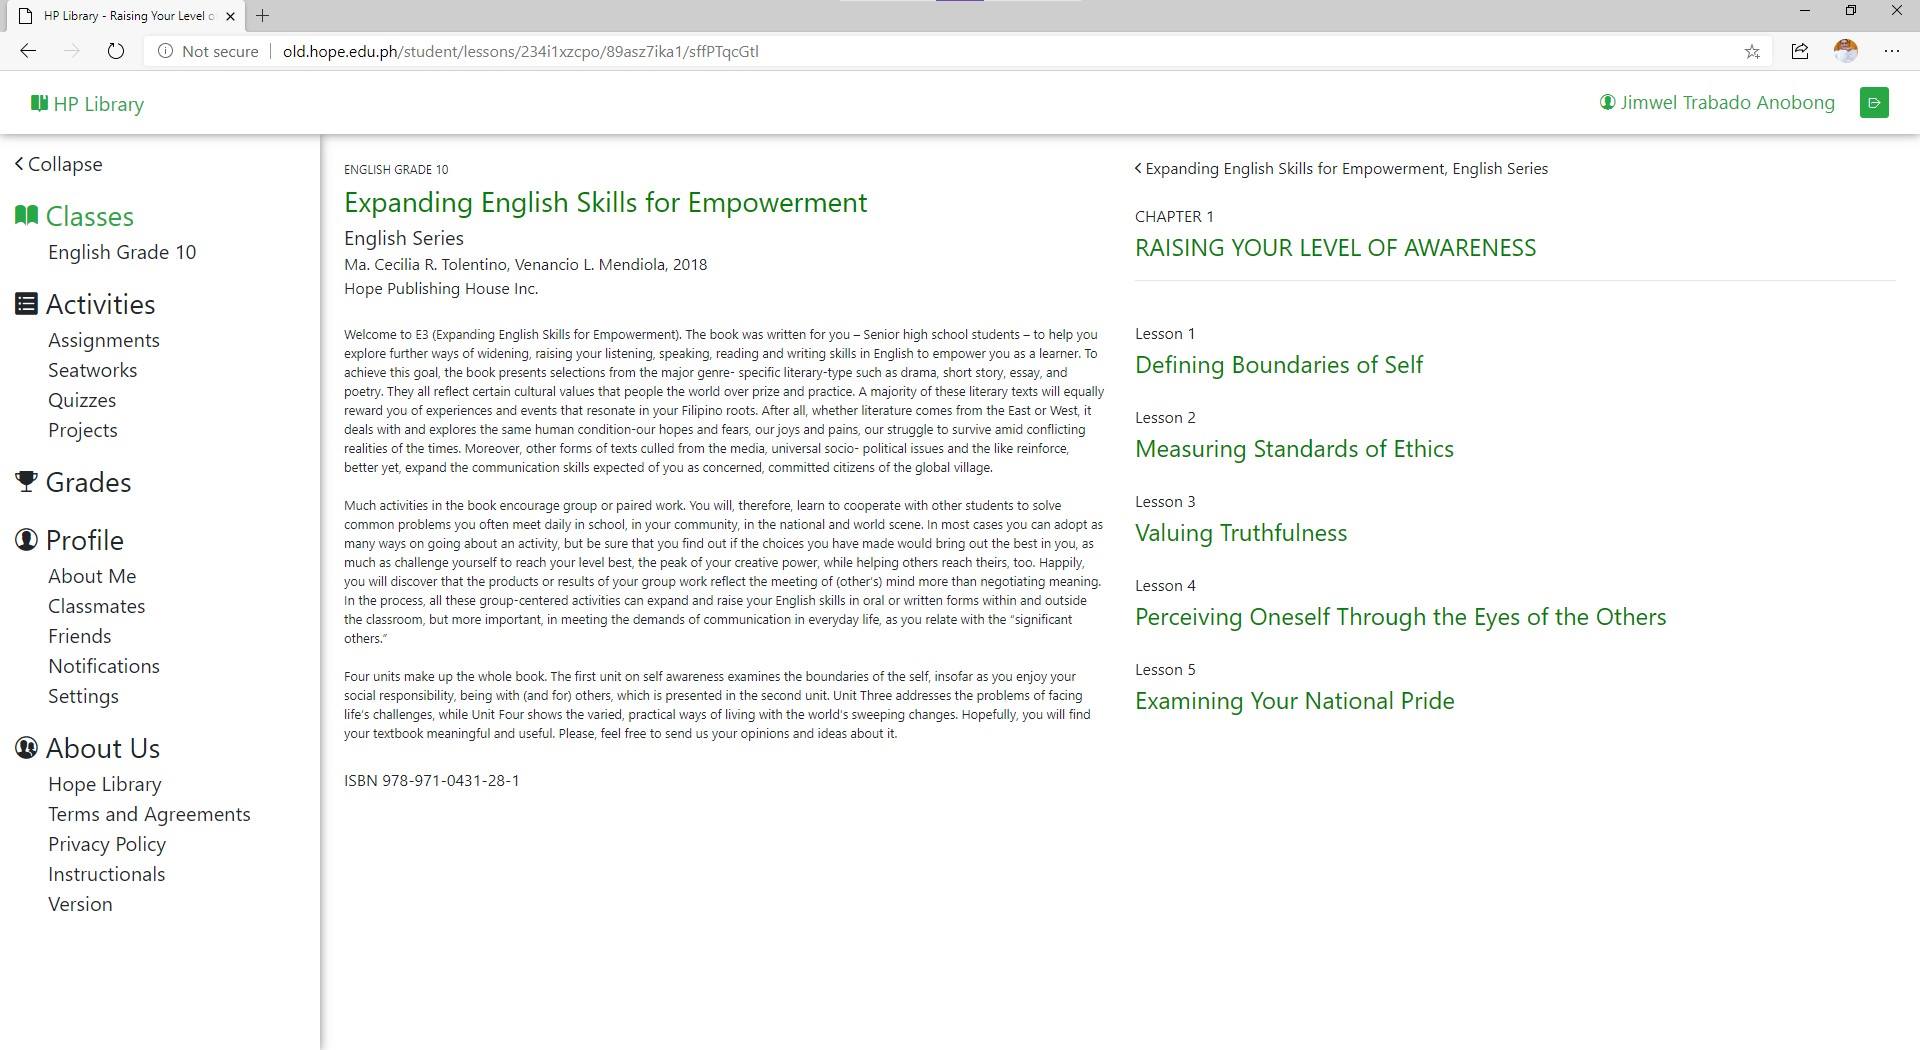 HP Library - Raising Your Level o
Not secure
old.hope.edu.ph/student/lessons/234i1xzcpo/89asz7ika1/sffPTqcGtl
HP Library
Jimwel Trabado Anobong
Collapse
Classes
English Grade 10
Activities
Assignments
Seatworks
Quizzes
Projects
Grades
Profile
About Me
Classmates
Friends
Notifications
Settings
About Us
Hope Library
Terms and Agreements
Privacy Policy
Instructionals
Version
ENGLISH GRADE 10
Expanding English Skills for Empowerment
English Series
Ma. Cecilia R. Tolentino, Venancio L. Mendiola, 2018
Hope Publishing House Inc.
Welcome to E3 (Expanding English Skills for Empowerment). The book was written for you – Senior high school students – to help you
explore further ways of widening, raising your listening, speaking, reading and writing skills in English to empower you as a learner. To
achieve this goal, the book presents selections from the major genre- specific literary-type such as drama, short story, essay, and
poetry. They all reflect certain cultural values that people the world over prize and practice. A majority of these literary texts will equally
reward you of experiences and events that resonate in your Filipino roots. After all, whether literature comes from the East or West, it
deals with and explores the same human condition-our hopes and fears, our joys and pains, our struggle to survive amid conflicting
realities of the times. Moreover, other forms of texts culled from the media, universal socio- political issues and the like reinforce,
better yet, expand the communication skills expected of you as concerned, committed citizens of the global village.
Much activities in the book encourage group or paired work. You will, therefore, learn to cooperate with other students to solve
common problems you often meet daily in school, in your community, in the national and world scene. In most cases you can adopt as
many ways on going about an activity, but be sure that you find out if the choices you have made would bring out the best in you, as
much as challenge yourself to reach your level best, the peak of your creative power, while helping others reach theirs, too. Happily,
you will discover that the products or results of your group work reflect the meeting of (other's) mind more than negotiating meaning.
In the process, all these group-centered activities can expand and raise your English skills in oral or written forms within and outside
the classroom, but more important, in meeting the demands of communication in everyday life, as you relate with the “significant
others.”
Four units make up the whole book. The first unit on self awareness examines the boundaries of the self, insofar as you enjoy your
social responsibility, being with (and for) others, which is presented in the second unit. Unit Three addresses the problems of facing
life's challenges, while Unit Four shows the varied, practical ways of living with the world's sweeping changes. Hopefully, you will find
your textbook meaningful and useful. Please, feel free to send us your opinions and ideas about it.
ISBN 978-971-0431-28-1
Expanding English Skills for Empowerment, English Series
CHAPTER 1
RAISING YOUR LEVEL OF AWARENESS
Lesson 1
Defining Boundaries of Self
Lesson 2
Measuring Standards of Ethics
Lesson 3
Valuing Truthfulness
Lesson 4
Perceiving Oneself Through the Eyes of the Others
Lesson 5
Examining Your National Pride